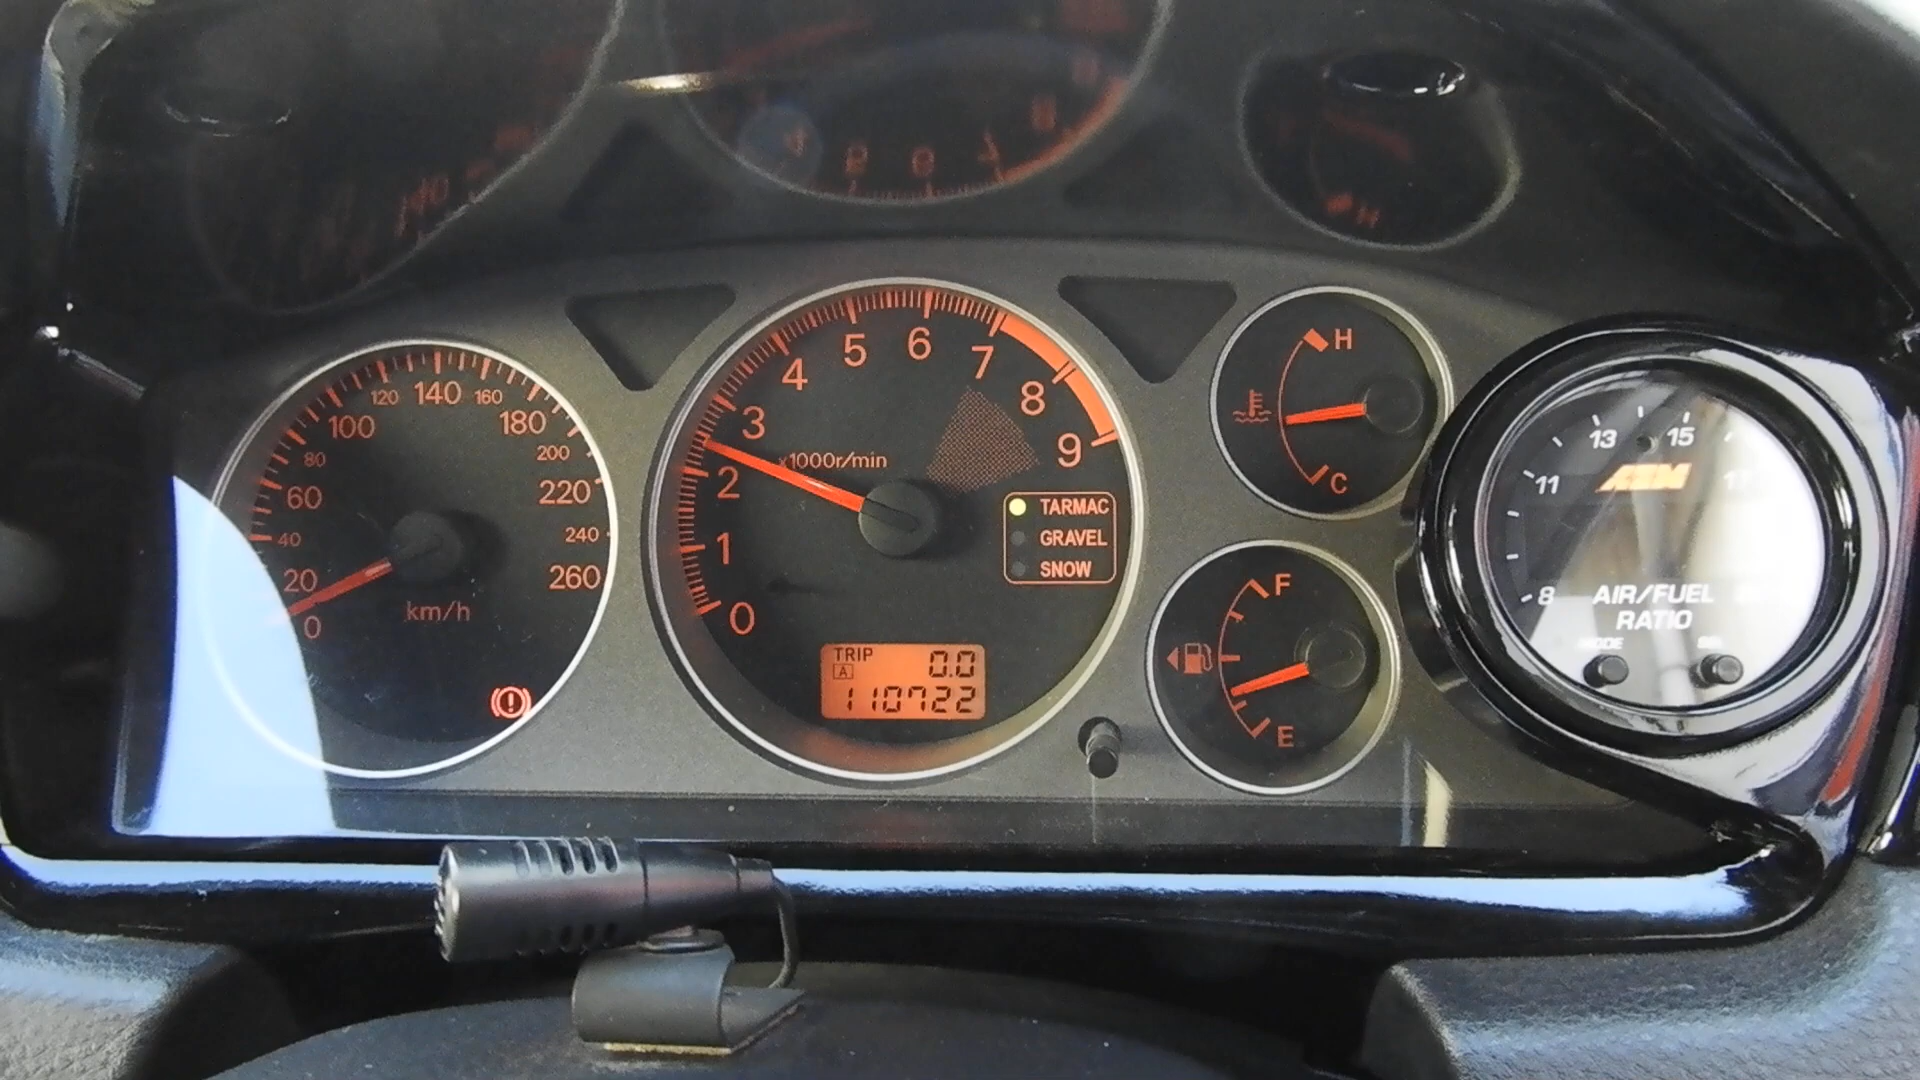 0
20
40
60
80
100
120
140
160
180
200
220
240
260
km/h
0
1
2
3
4
5
6
7
8
9
x1000r/min
TARMAC
GRAVEL
SNOW
TRIP
A 0.0
110722
H
C
F
E
8
11
13
15
AEM
AIR/FUEL
RATIO
MODE